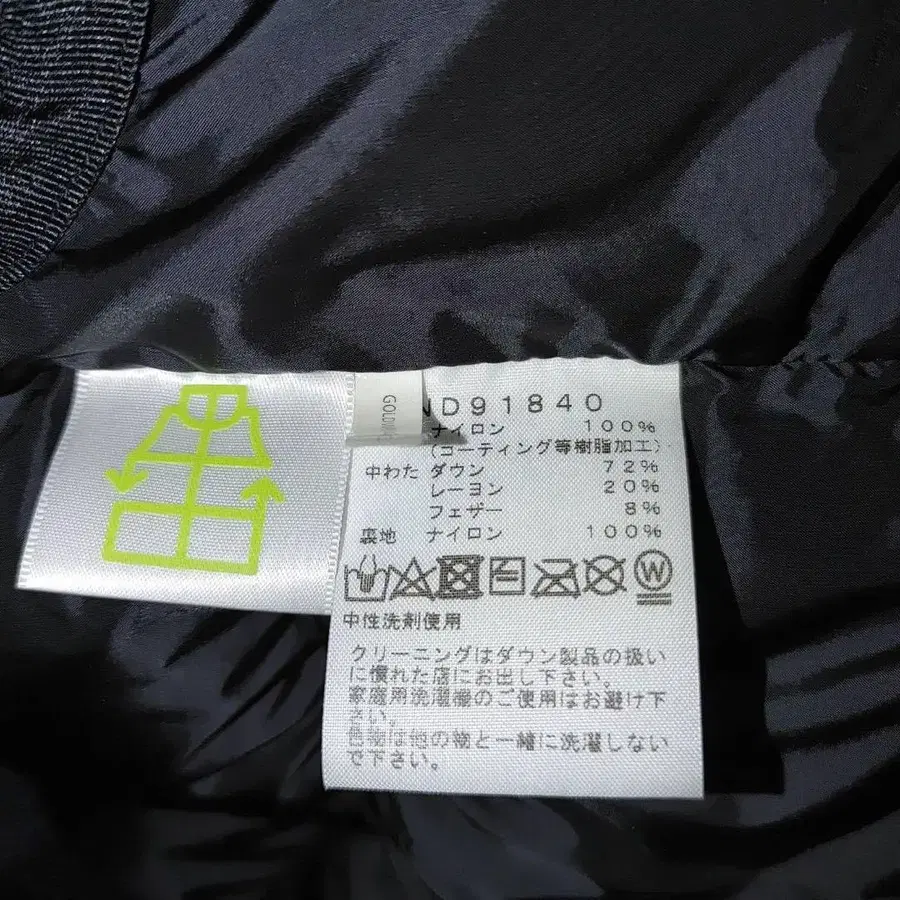 GOLDWIN
ND91840
ナイロン 100%
(コーティング等樹脂加工)
中わた ダウン 72%
レーヨン 20%
フェザー 8%
裏地 ナイロン 100%
W
中性洗剤使用
クリーニングはダウン製品の扱い
に慣れた店にお出し下さい。
家庭用洗濯機のご使用はお避け下
さい。
色物は他の物と一緒に洗濯しない
で下さい。